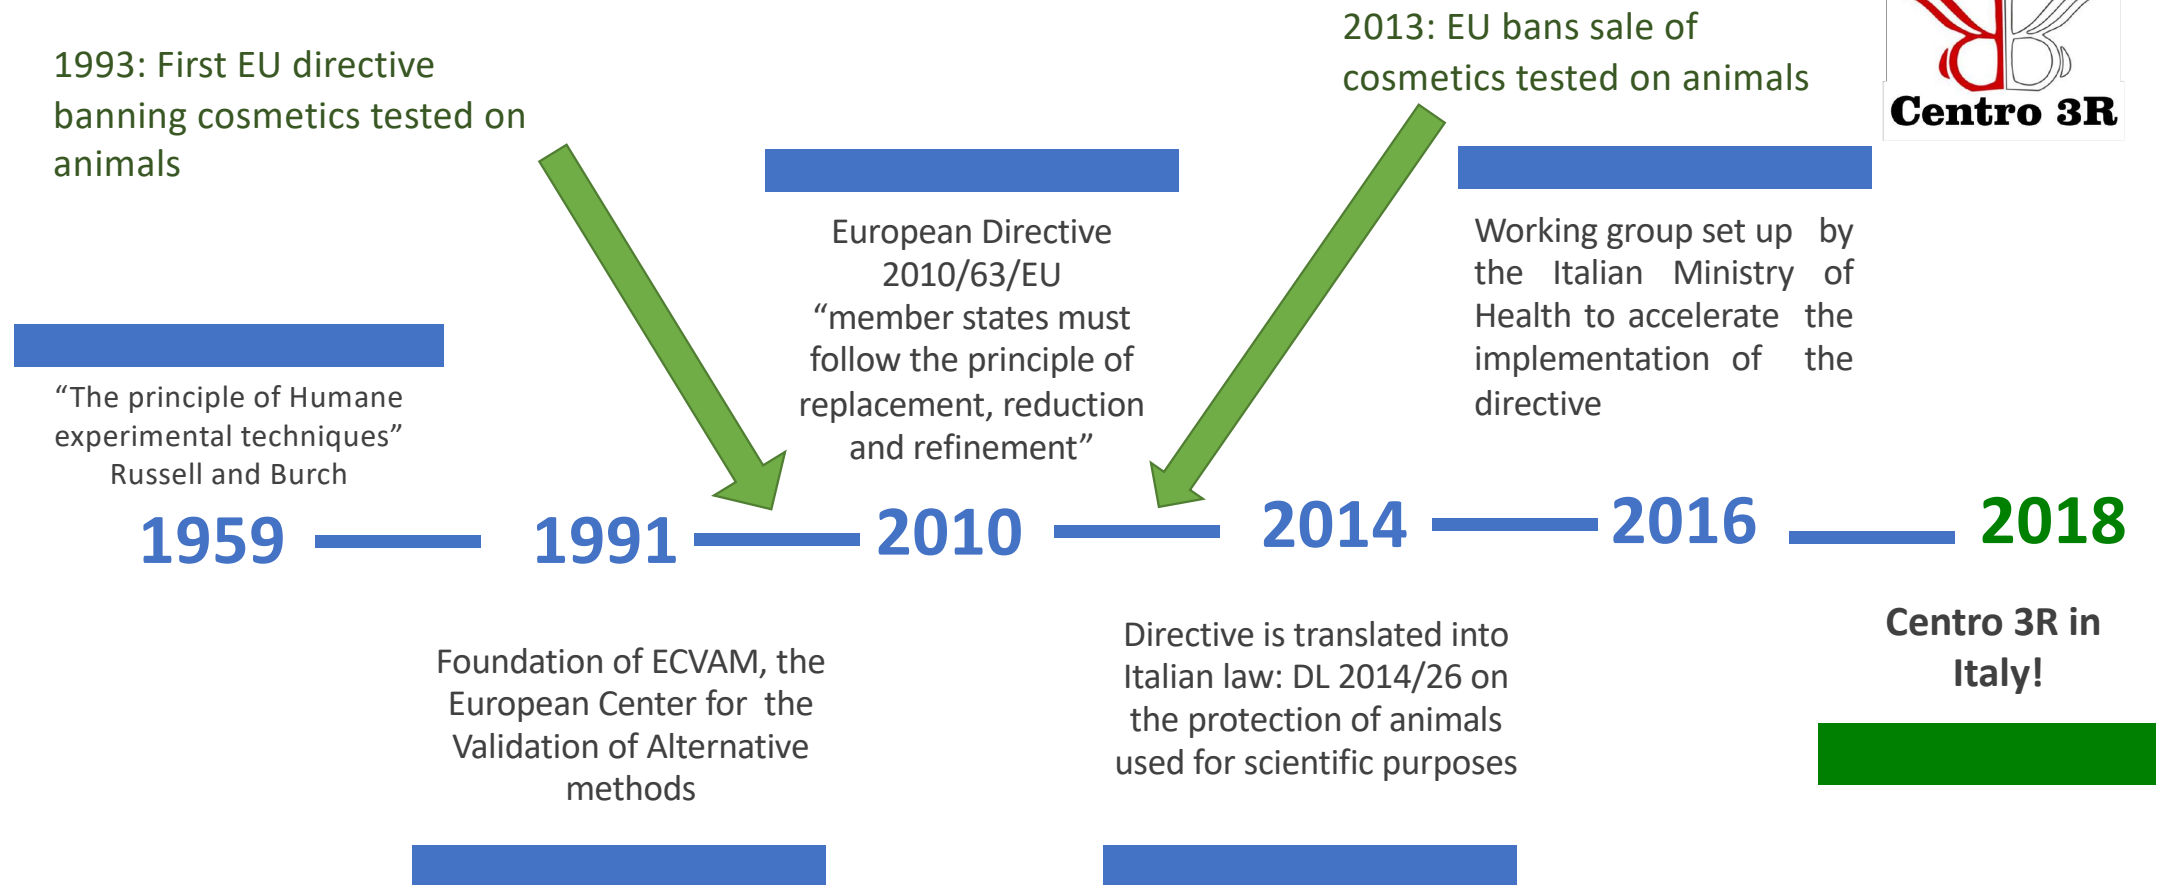 1993: First EU directive
banning cosmetics tested on
animals
2013: EU bans sale of
cosmetics tested on animals
Centro 3R
“The principle of Humane
experimental techniques”
Russell and Burch
European Directive
2010/63/EU
“member states must
follow the principle of
replacement, reduction
and refinement”
Working group set up by
the Italian Ministry of
Health to accelerate the
implementation of the
directive
1959
1991
2010
2014
2016
2018
Foundation of ECVAM, the
European Center for the
Validation of Alternative
methods
Directive is translated into
Italian law: DL 2014/26 on
the protection of animals
used for scientific purposes
Centro 3R in
Italy!